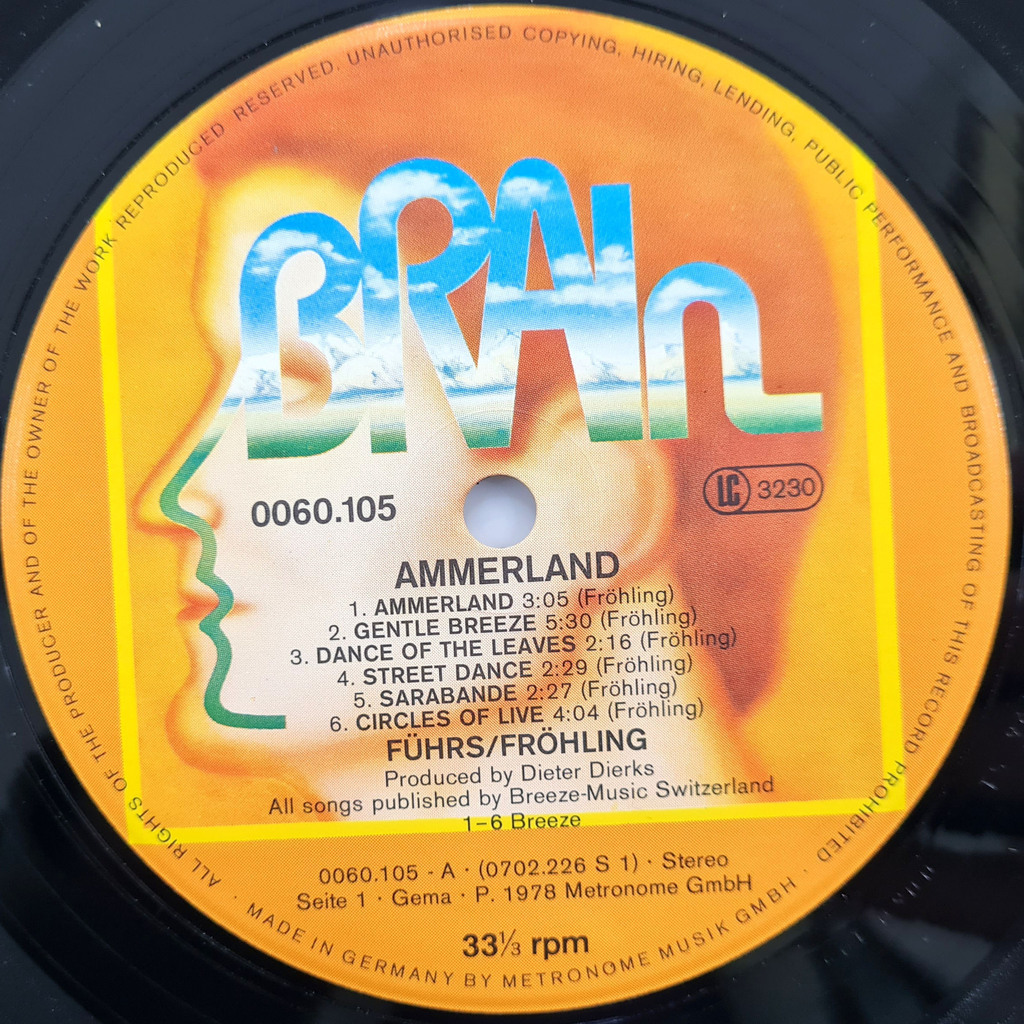 ALL RIGHTS OF THE PRODUCER AND OF THE OWNER OF THE WORK REPRODUCED RESERVED. UNAUTHORISED COPYING, HIRING, LENDING, PUBLIC PERFORMANCE AND BROADCASTING OF THIS RECORD PROHIBITED · MADE IN GERMANY BY METRONOME MUSIK GMBH ·
BRAIn
0060.105
LC 3230
AMMERLAND
1. AMMERLAND 3:05 (Fröhling)
2. GENTLE BREEZE 5:30 (Fröhling)
3. DANCE OF THE LEAVES 2:16 (Fröhling)
4. STREET DANCE 2:29 (Fröhling)
5. SARABANDE 2:27 (Fröhling)
6. CIRCLES OF LIVE 4:04 (Fröhling)
FÜHRS/FRÖHLING
Produced by Dieter Dierks
All songs published by Breeze-Music Switzerland
1–6 Breeze
0060.105 - A · (0702.226 S 1) · Stereo
Seite 1 · Gema · P. 1978 Metronome GmbH
33⅓ rpm